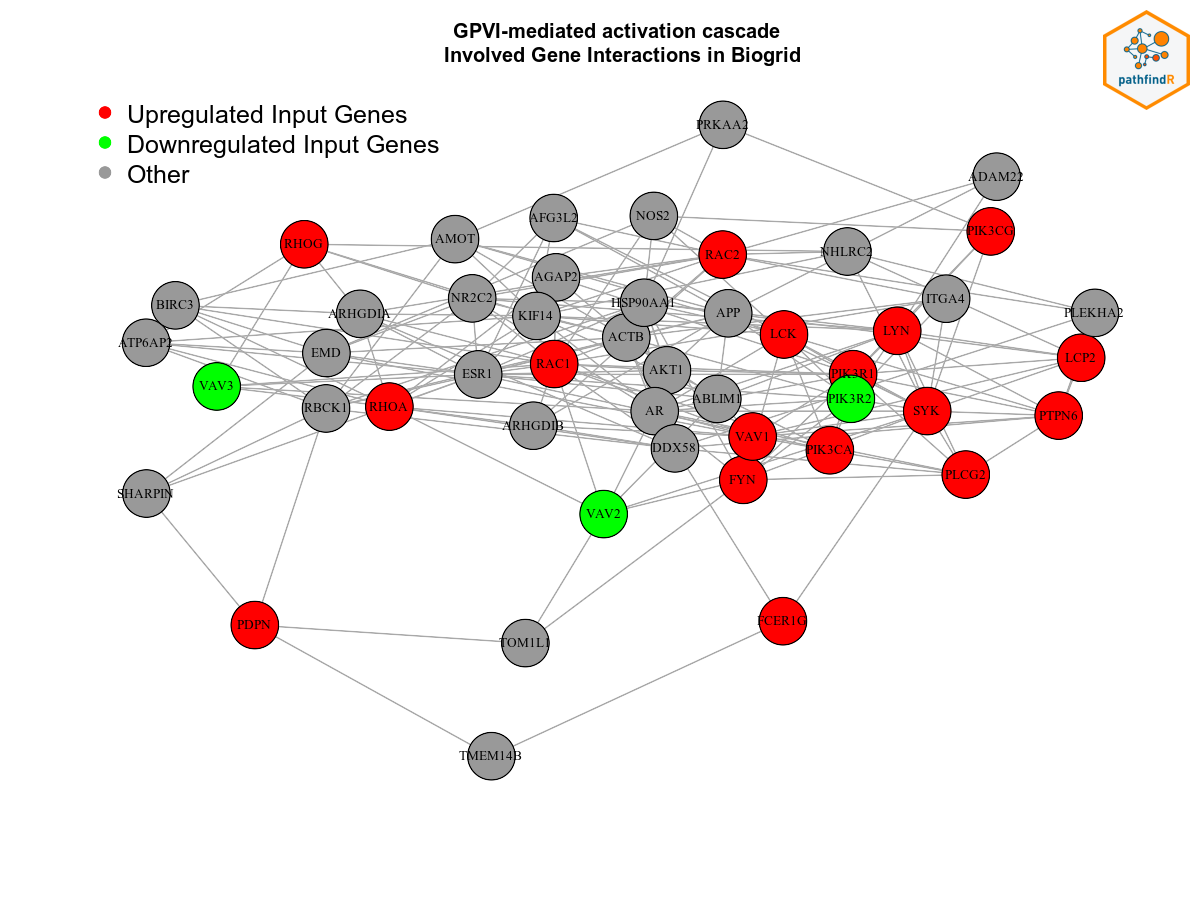 GPVI-mediated activation cascade
Involved Gene Interactions in Biogrid
pathfindR
Upregulated Input Genes
Downregulated Input Genes
Other
PRKAA2
ADAM22
AFG3L2
NOS2
PIK3CG
RHOG
AMOT
RAC2
NHLRC2
AGAP2
NR2C2
HSP90AA1
ITGA4
BIRC3
ARHGDIA
KIF14
APP
PLEKHA2
ATP6AP2
EMD
ACTB
LCK
LYN
LCP2
VAV3
ESR1
RAC1
AKT1
PIK3R1
RBCK1
RHOA
ABLIM1
PIK3R2
ARHGDIB
AR
SYK
PTPN6
DDX58
VAV1
PIK3CA
SHARPIN
FYN
PLCG2
VAV2
PDPN
TOM1L1
FCER1G
TMEM14B